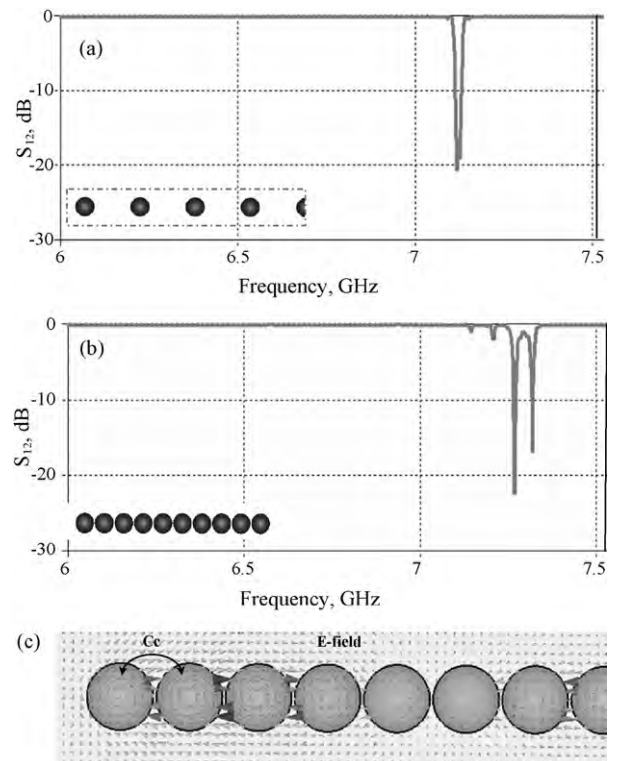 (a)
S₁₂, dB
0
-10
-20
-30
6
6.5
7
7.5
Frequency, GHz
(b)
S₁₂, dB
0
-10
-20
-30
6
6.5
7
7.5
Frequency, GHz
(c)
Cc
E-field